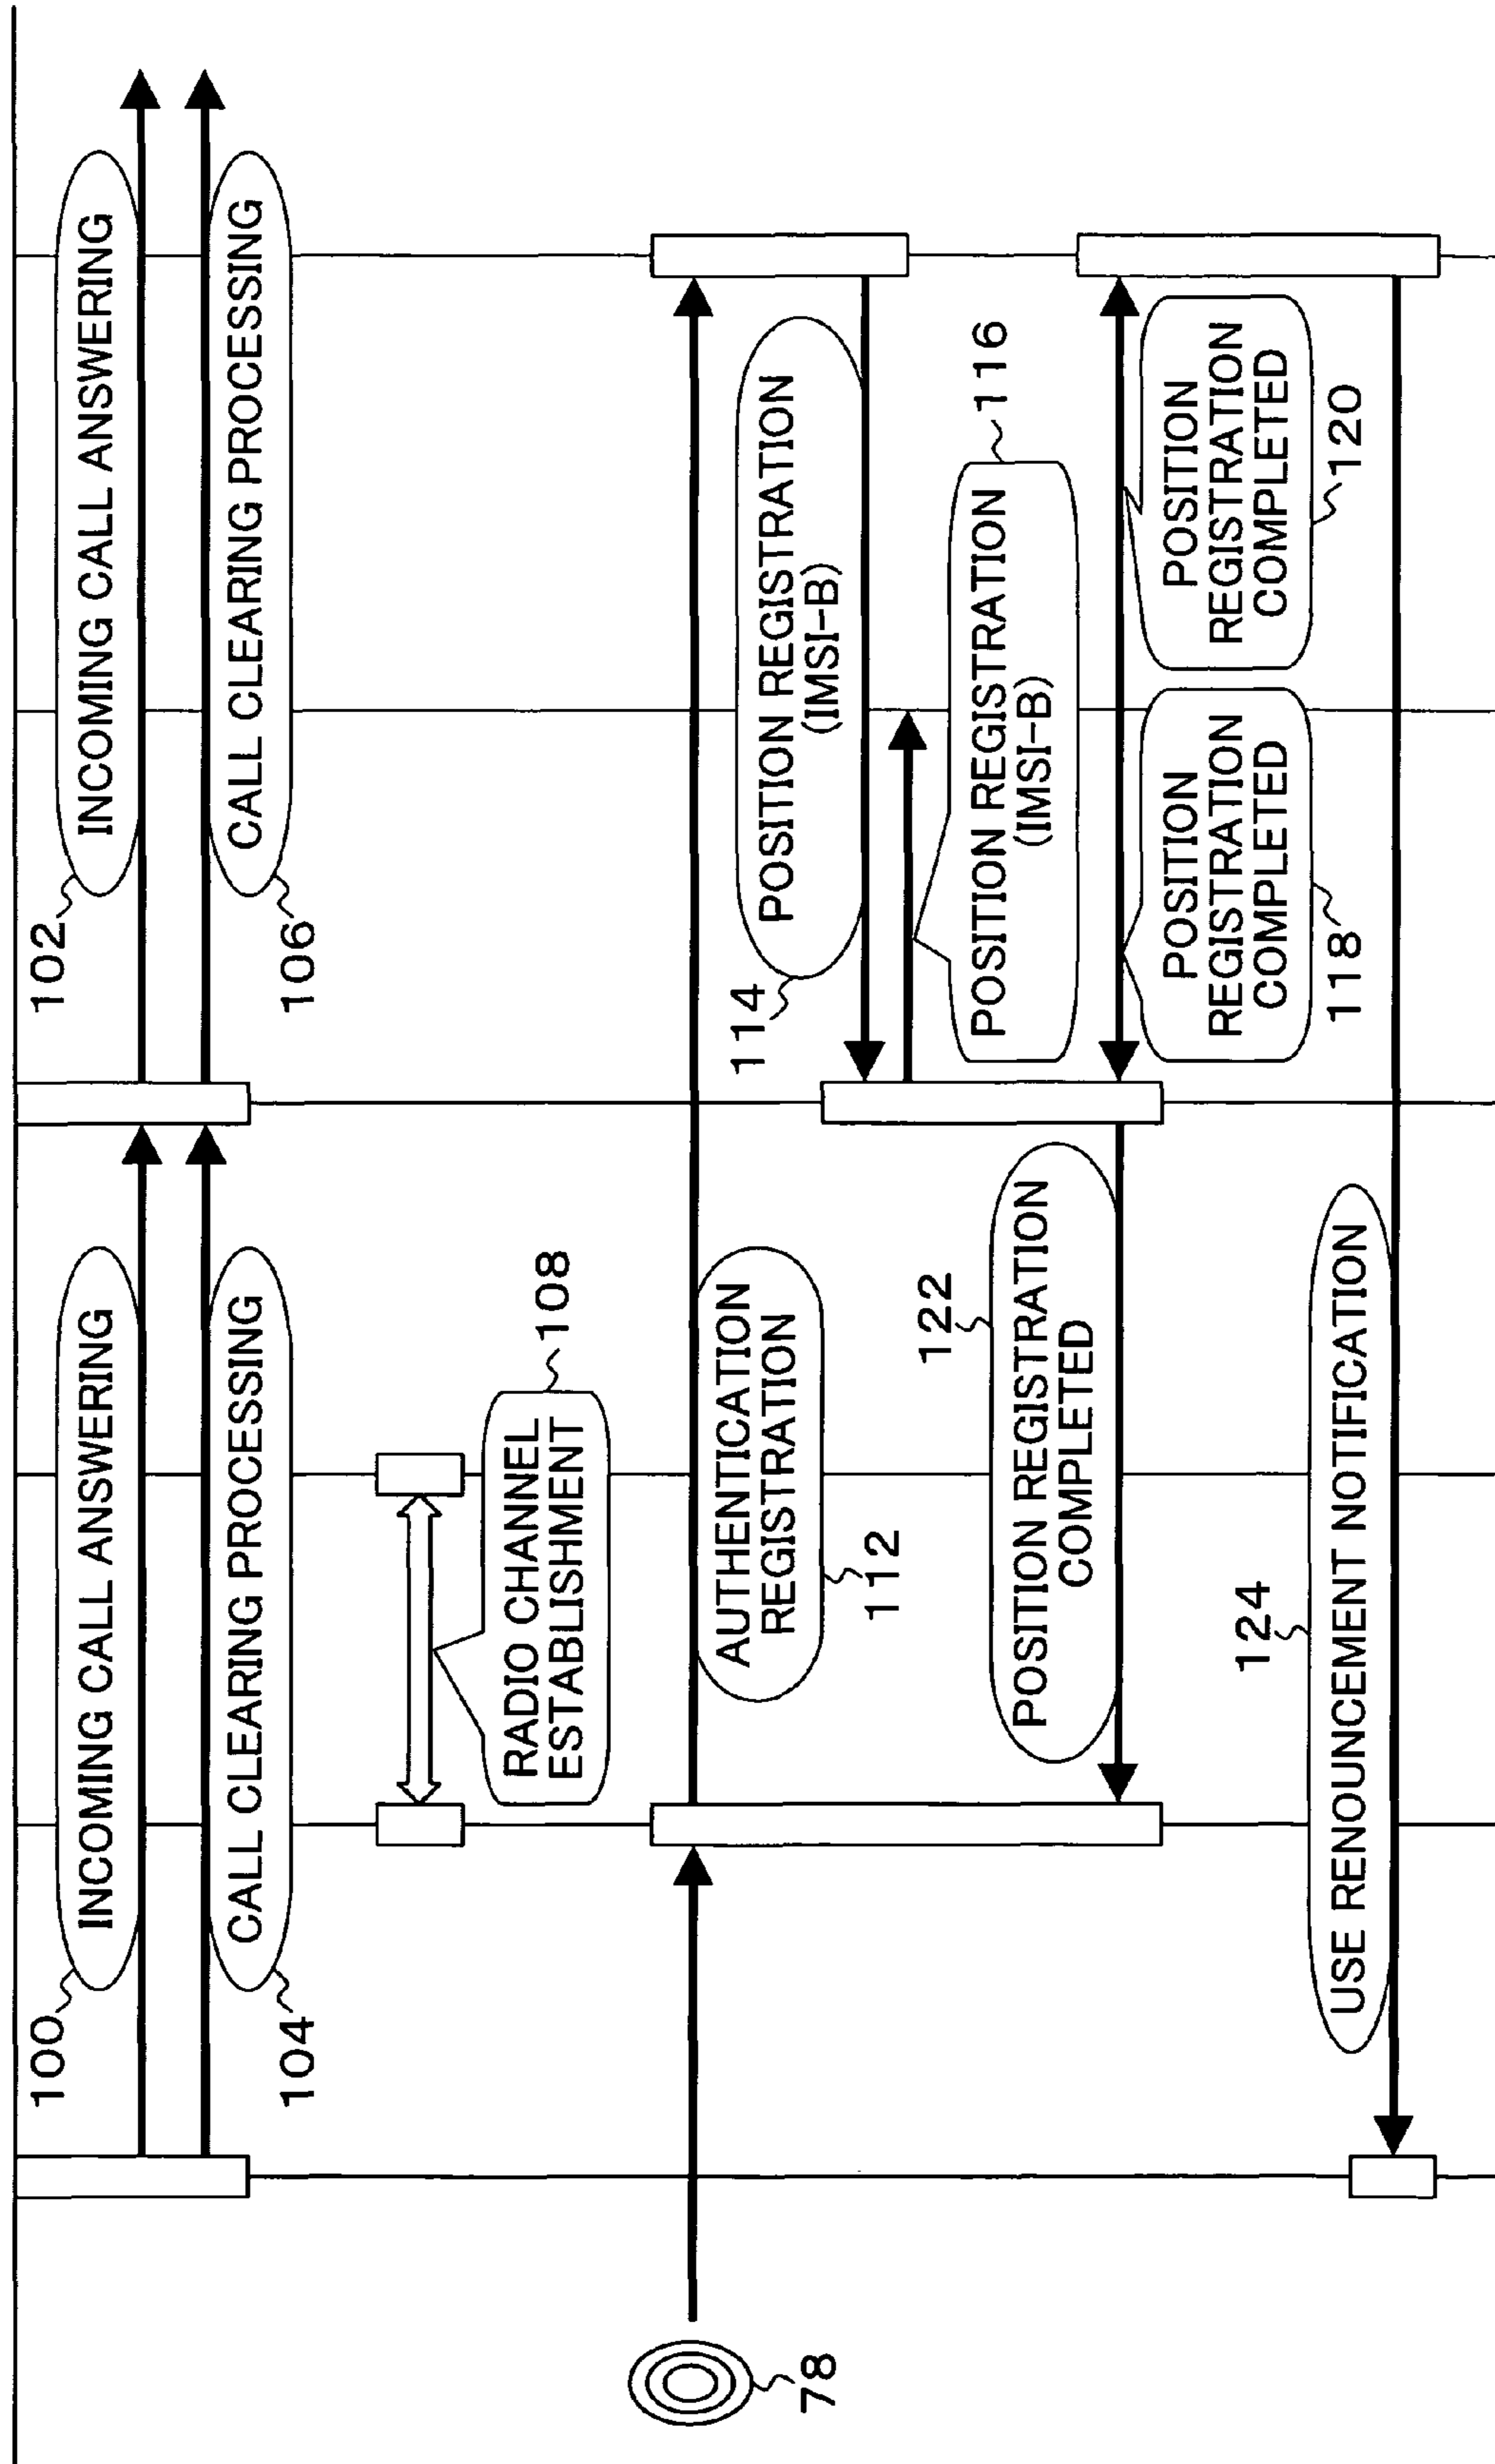 100
INCOMING CALL ANSWERING
102
INCOMING CALL ANSWERING
CALL CLEARING PROCESSING
104
CALL CLEARING PROCESSING
106
RADIO CHANNEL
ESTABLISHMENT
108
78
AUTHENTICATION
REGISTRATION
112
114
POSITION REGISTRATION
(IMSI-B)
POSITION REGISTRATION
(IMSI-B)
116
122
POSITION REGISTRATION
COMPLETED
POSITION
REGISTRATION
COMPLETED
118
POSITION
REGISTRATION
COMPLETED
120
124
USE RENOUNCEMENT NOTIFICATION